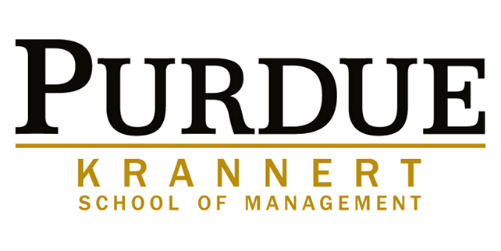 PURDUE
KRANNERT
SCHOOL OF MANAGEMENT